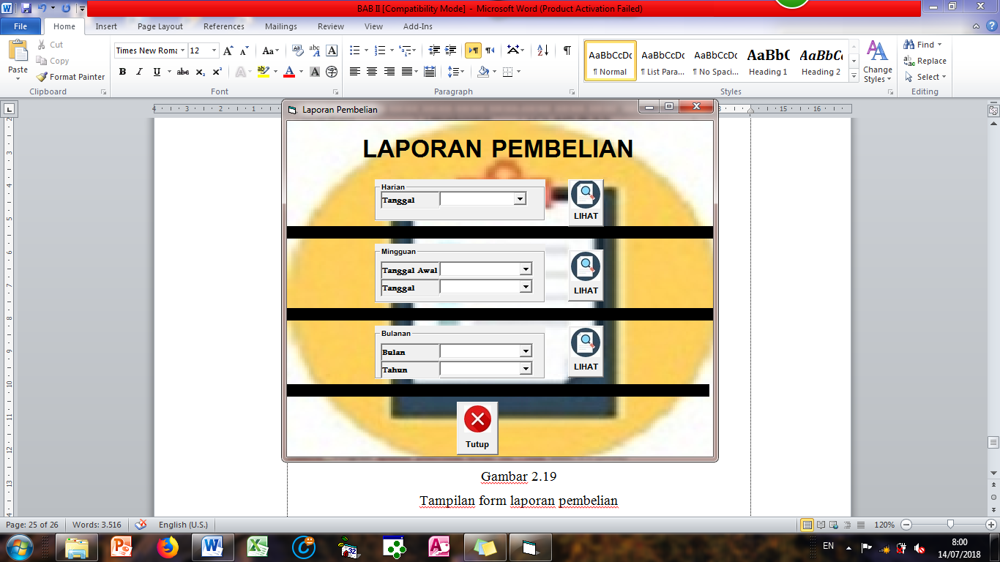 BAB II [Compatibility Mode] - Microsoft Word (Product Activation Failed)
File Home Insert Page Layout References Mailings Review View Add-Ins
Paste
Cut
Copy
Format Painter
Clipboard
Times New Roma 12
Font
Paragraph
AaBbCcDc AaBbCcDc AaBbCcDc AaBbC AaBbCc
¶ Normal ¶ List Para... ¶ No Spaci... Heading 1 Heading 2
Change Styles
Styles
Find
Replace
Select
Editing
Laporan Pembelian
LAPORAN PEMBELIAN
Harian
Tanggal
LIHAT
Mingguan
Tanggal Awal
Tanggal
LIHAT
Bulanan
Bulan
Tahun
LIHAT
Tutup
Gambar 2.19
Tampilan form laporan pembelian
Page: 25 of 26 Words: 3.516 English (U.S.) 120%
EN 8:00
14/07/2018